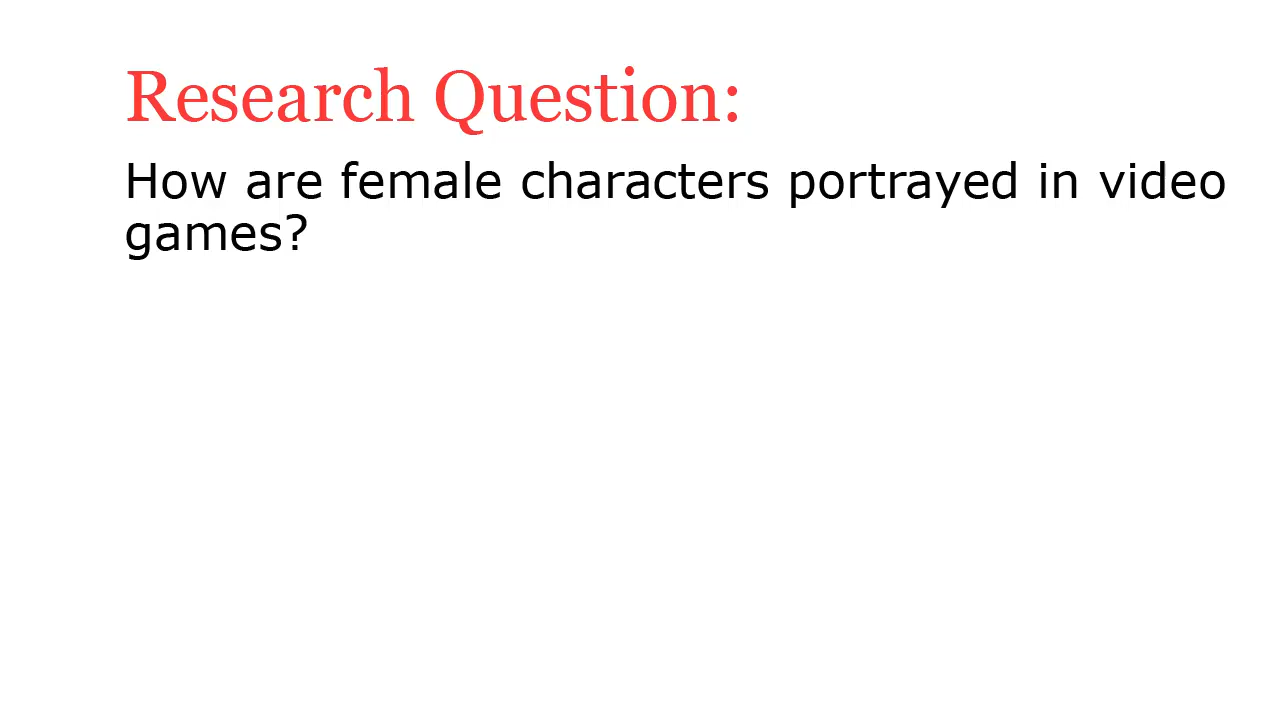 Research Question:
How are female characters portrayed in video
games?